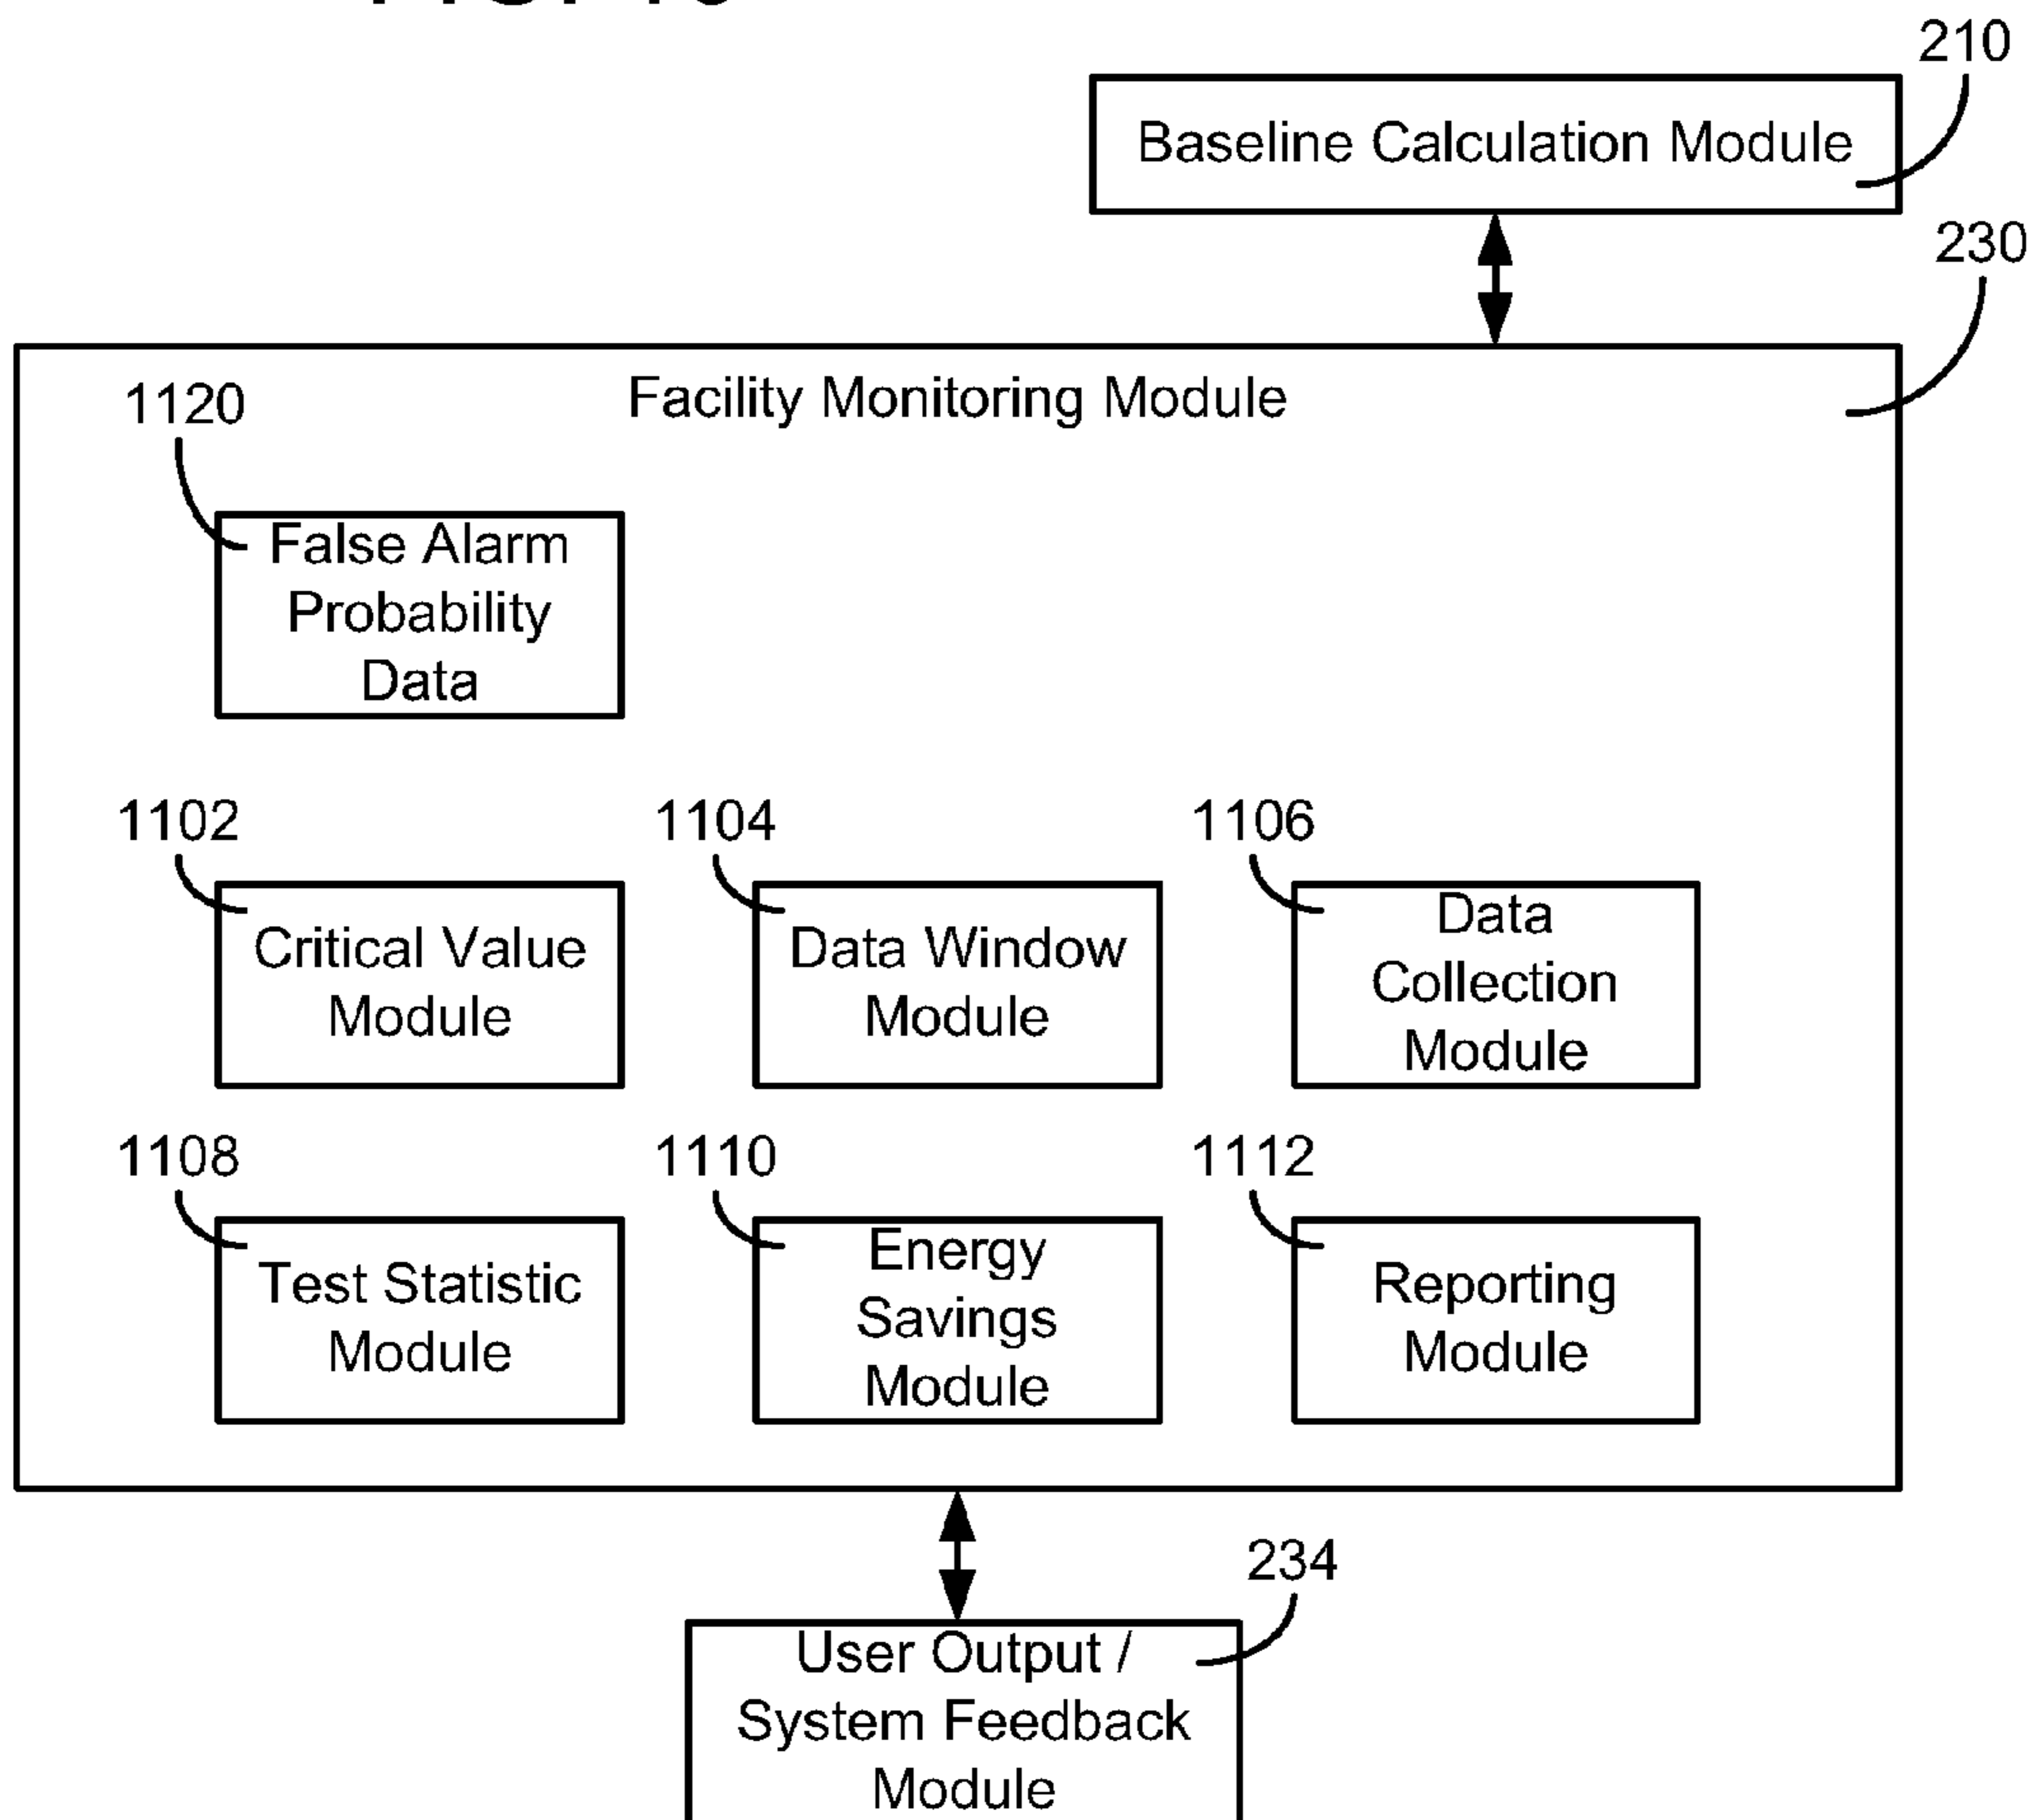 210
Baseline Calculation Module
230
Facility Monitoring Module
1120
False Alarm
Probability
Data
1102
1104
1106
Critical Value
Module
Data Window
Module
Data
Collection
Module
1108
1110
1112
Test Statistic
Module
Energy
Savings
Module
Reporting
Module
234
User Output /
System Feedback
Module